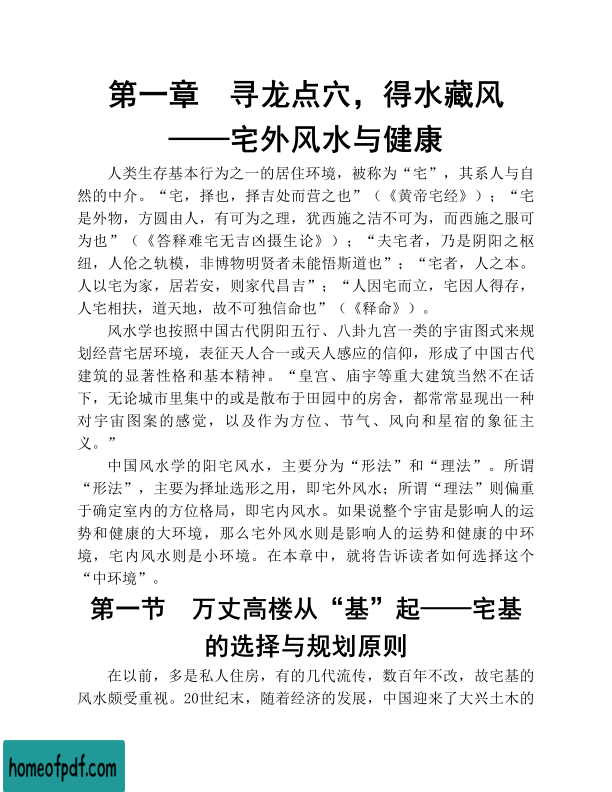 第一章　寻龙点穴，得水藏风
——宅外风水与健康
人类生存基本行为之一的居住环境，被称为“宅”，其系人与自
然的中介。“宅，择也，择吉处而营之也”（《黄帝宅经》）；“宅
是外物，方圆由人，有可为之理，犹西施之洁不可为，而西施之服可
为也”（《答释难宅无吉凶摄生论》）；“夫宅者，乃是阴阳之枢
纽，人伦之轨模，非博物明贤者未能悟斯道也”；“宅者，人之本。
人以宅为家，居若安，则家代昌吉”；“人因宅而立，宅因人得存，
人宅相扶，道天地，故不可独信命也”（《释命》）。
风水学也按照中国古代阴阳五行、八卦九宫一类的宇宙图式来规
划经营宅居环境，表征天人合一或天人感应的信仰，形成了中国古代
建筑的显著性格和基本精神。“皇宫、庙宇等重大建筑当然不在话
下，无论城市里集中的或是散布于田园中的房舍，都常常显现出一种
对宇宙图案的感觉，以及作为方位、节气、风向和星宿的象征主
义。”
中国风水学的阳宅风水，主要分为“形法”和“理法”。所谓
“形法”，主要为择址选形之用，即宅外风水；所谓“理法”则偏重
于确定室内的方位格局，即宅内风水。如果说整个宇宙是影响人的运
势和健康的大环境，那么宅外风水则是影响人的运势和健康的中环
境，宅内风水则是小环境。在本章中，就将告诉读者如何选择这个
“中环境”。
第一节　万丈高楼从“基”起——宅基
的选择与规划原则
在以前，多是私人住房，有的几代流传，数百年不改，故宅基的
风水颇受重视。20世纪末，随着经济的发展，中国迎来了大兴土木的
homeofpdf.com